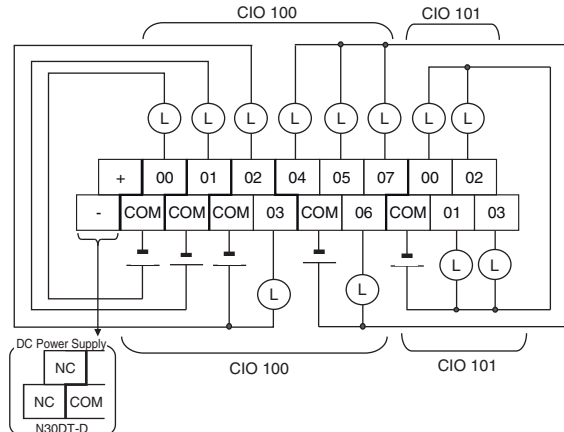 CIO 100 CIO 101
L L L L L L L L
+ 00 01 02 04 05 07 00 02
- COM COM COM 03 COM 06 COM 01 03
L L
L L
DC Power Supply
CIO 100 CIO 101
NC
NC COM
N30DT-D